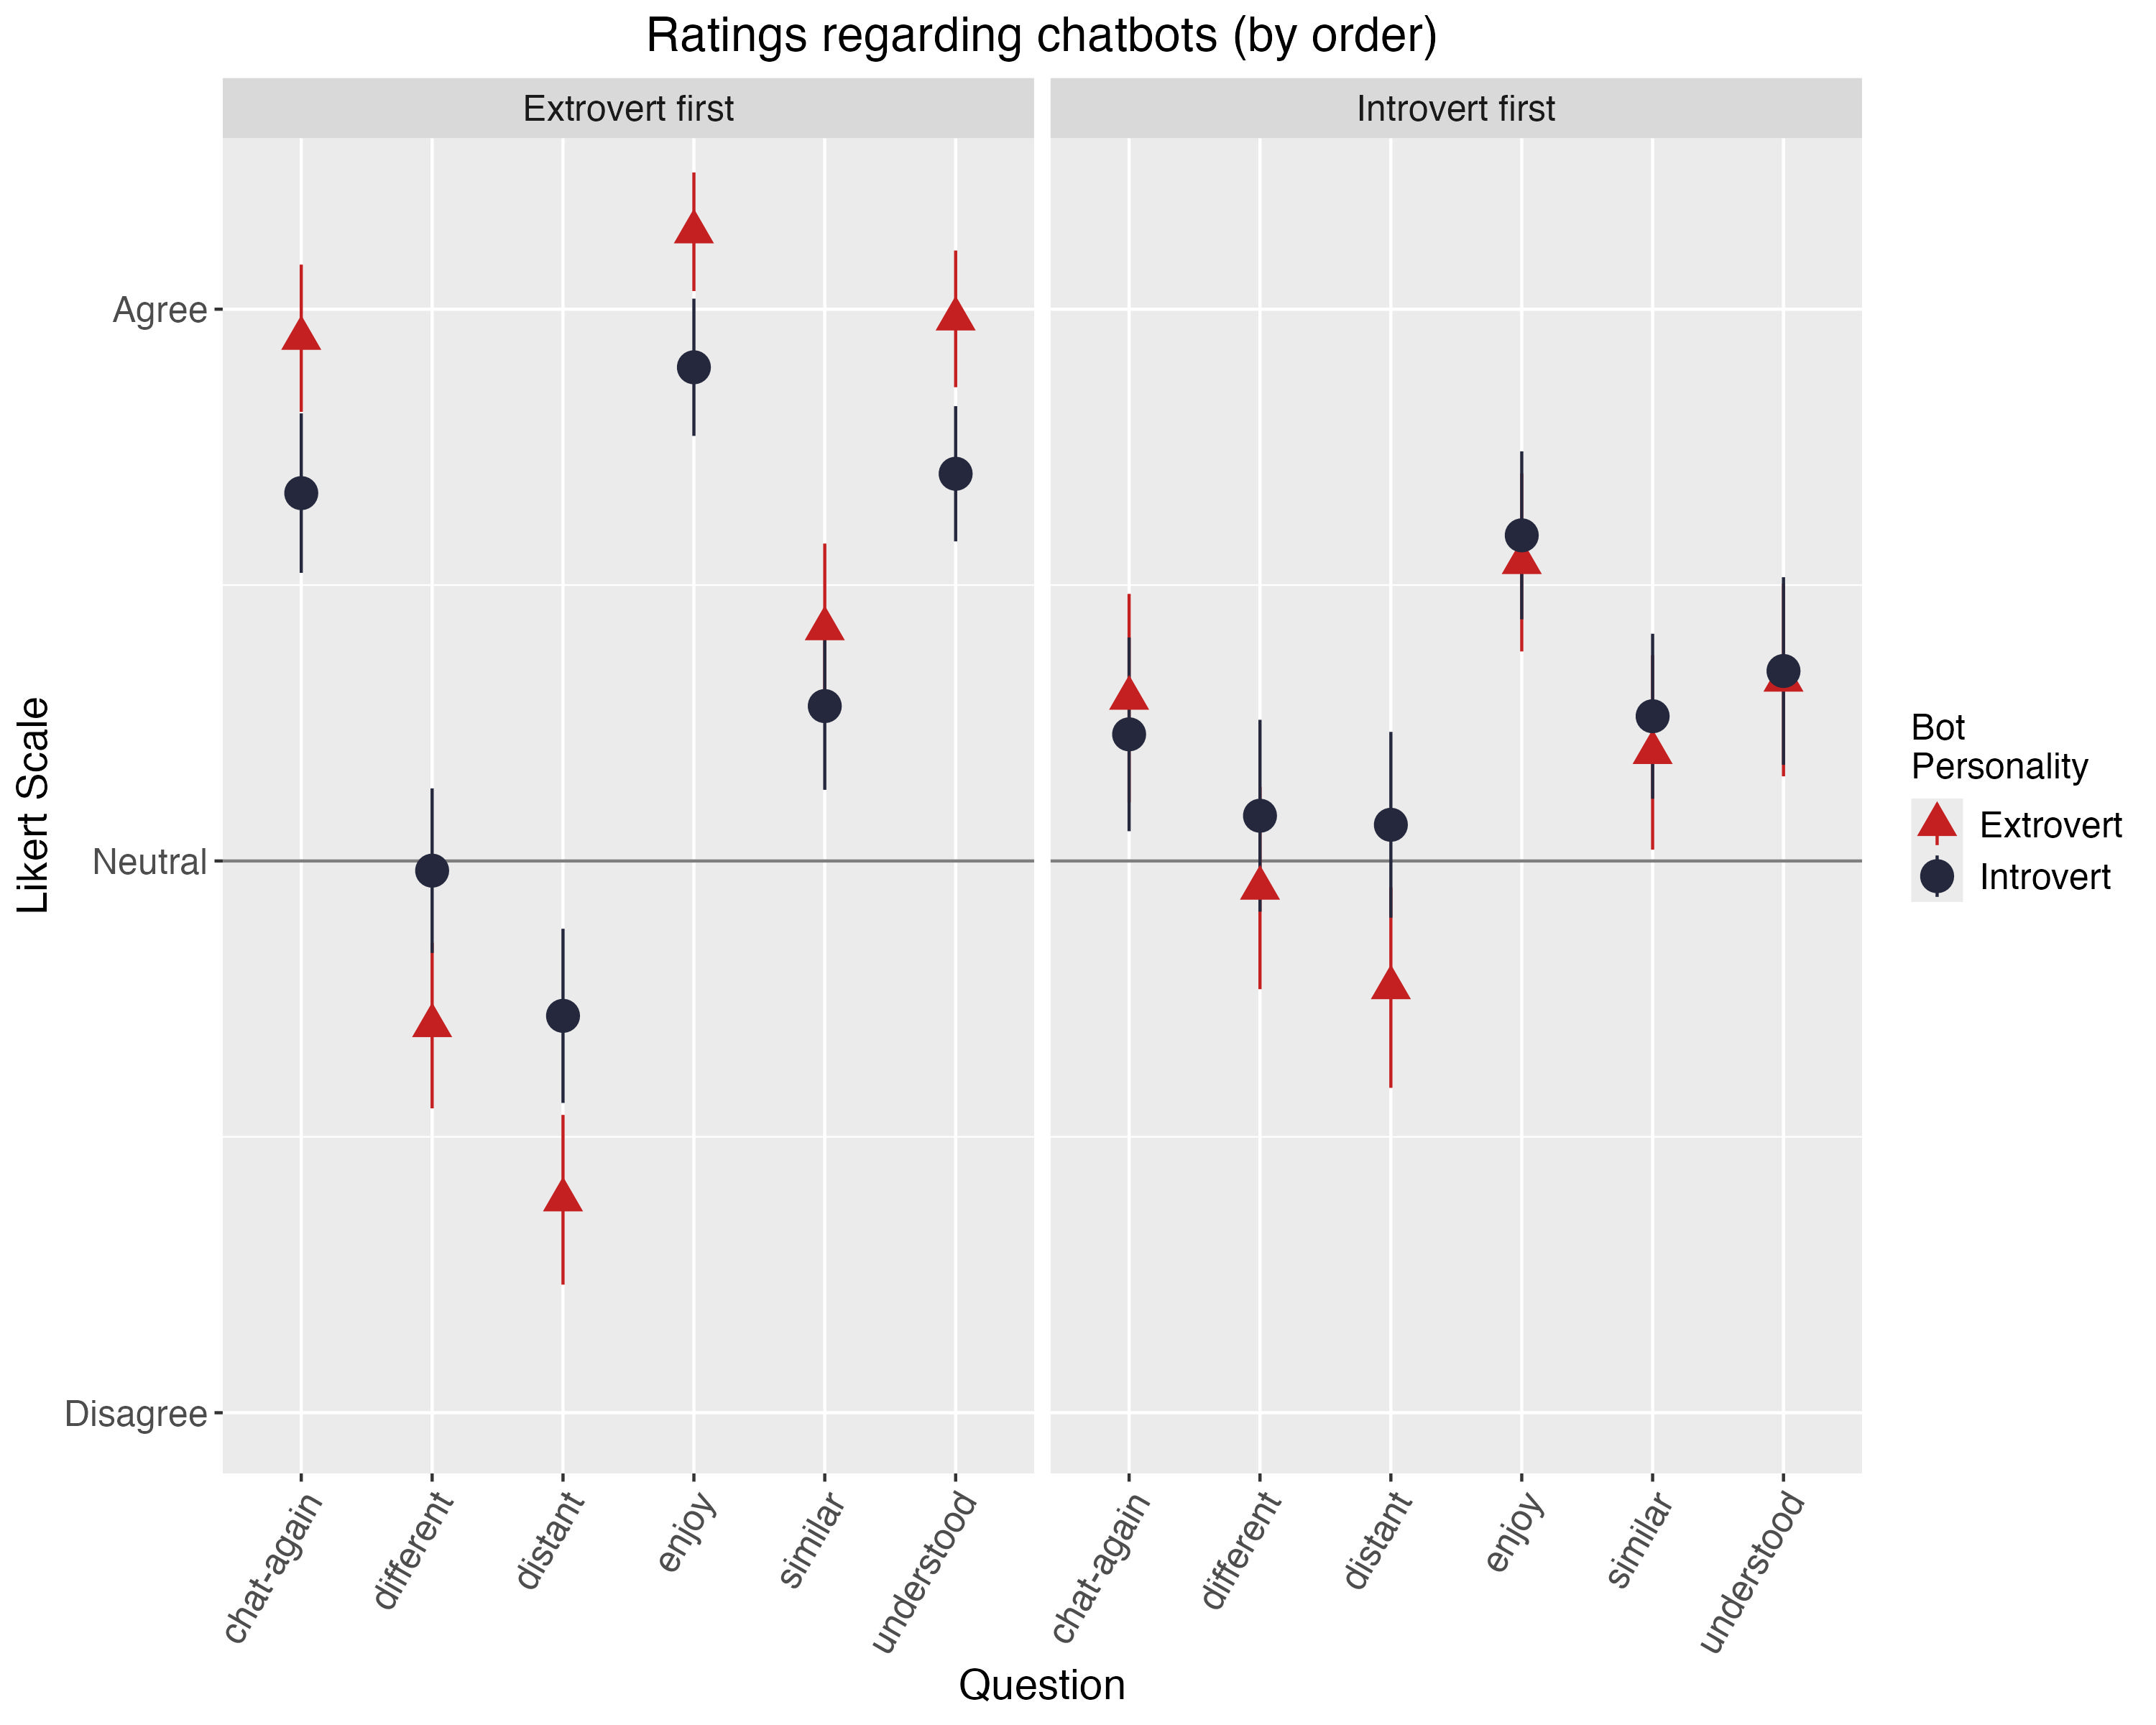 Ratings regarding chatbots (by order)
Extrovert first
Introvert first
Likert Scale
Agree
Neutral
Disagree
chat-again
different
distant
enjoy
similar
understood
chat-again
different
distant
enjoy
similar
understood
Question
Bot
Personality
Extrovert
Introvert